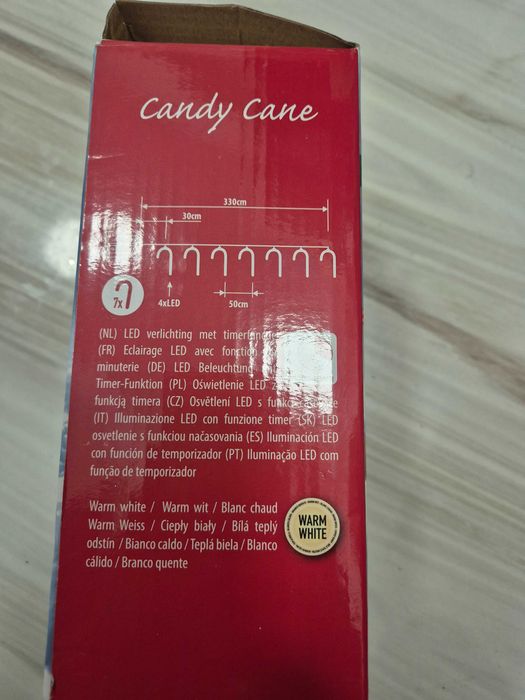 Candy Cane
330cm
30cm
7x
4xLED
50cm
(NL) LED verlichting met
(FR) Eclairage LED avec fonction
minuterie (DE) LED Beleuchtung
Timer-Funktion (PL) Oświetlenie LED z
funkcją timera (CZ) Osvětlení LED s
(IT) Illuminazione LED con funzione timer (SK) LED
osvetlenie s funkciou načasovania (ES) Iluminación LED
con función de temporizador (PT) Iluminação LED com
função de temporizador
Warm white / Warm wit / Blanc chaud
Warm Weiss / Ciepły biały / Bílá teplý
odstín / Bianco caldo / Teplá biela / Blanco
cálido / Branco quente
WARM
WHITE